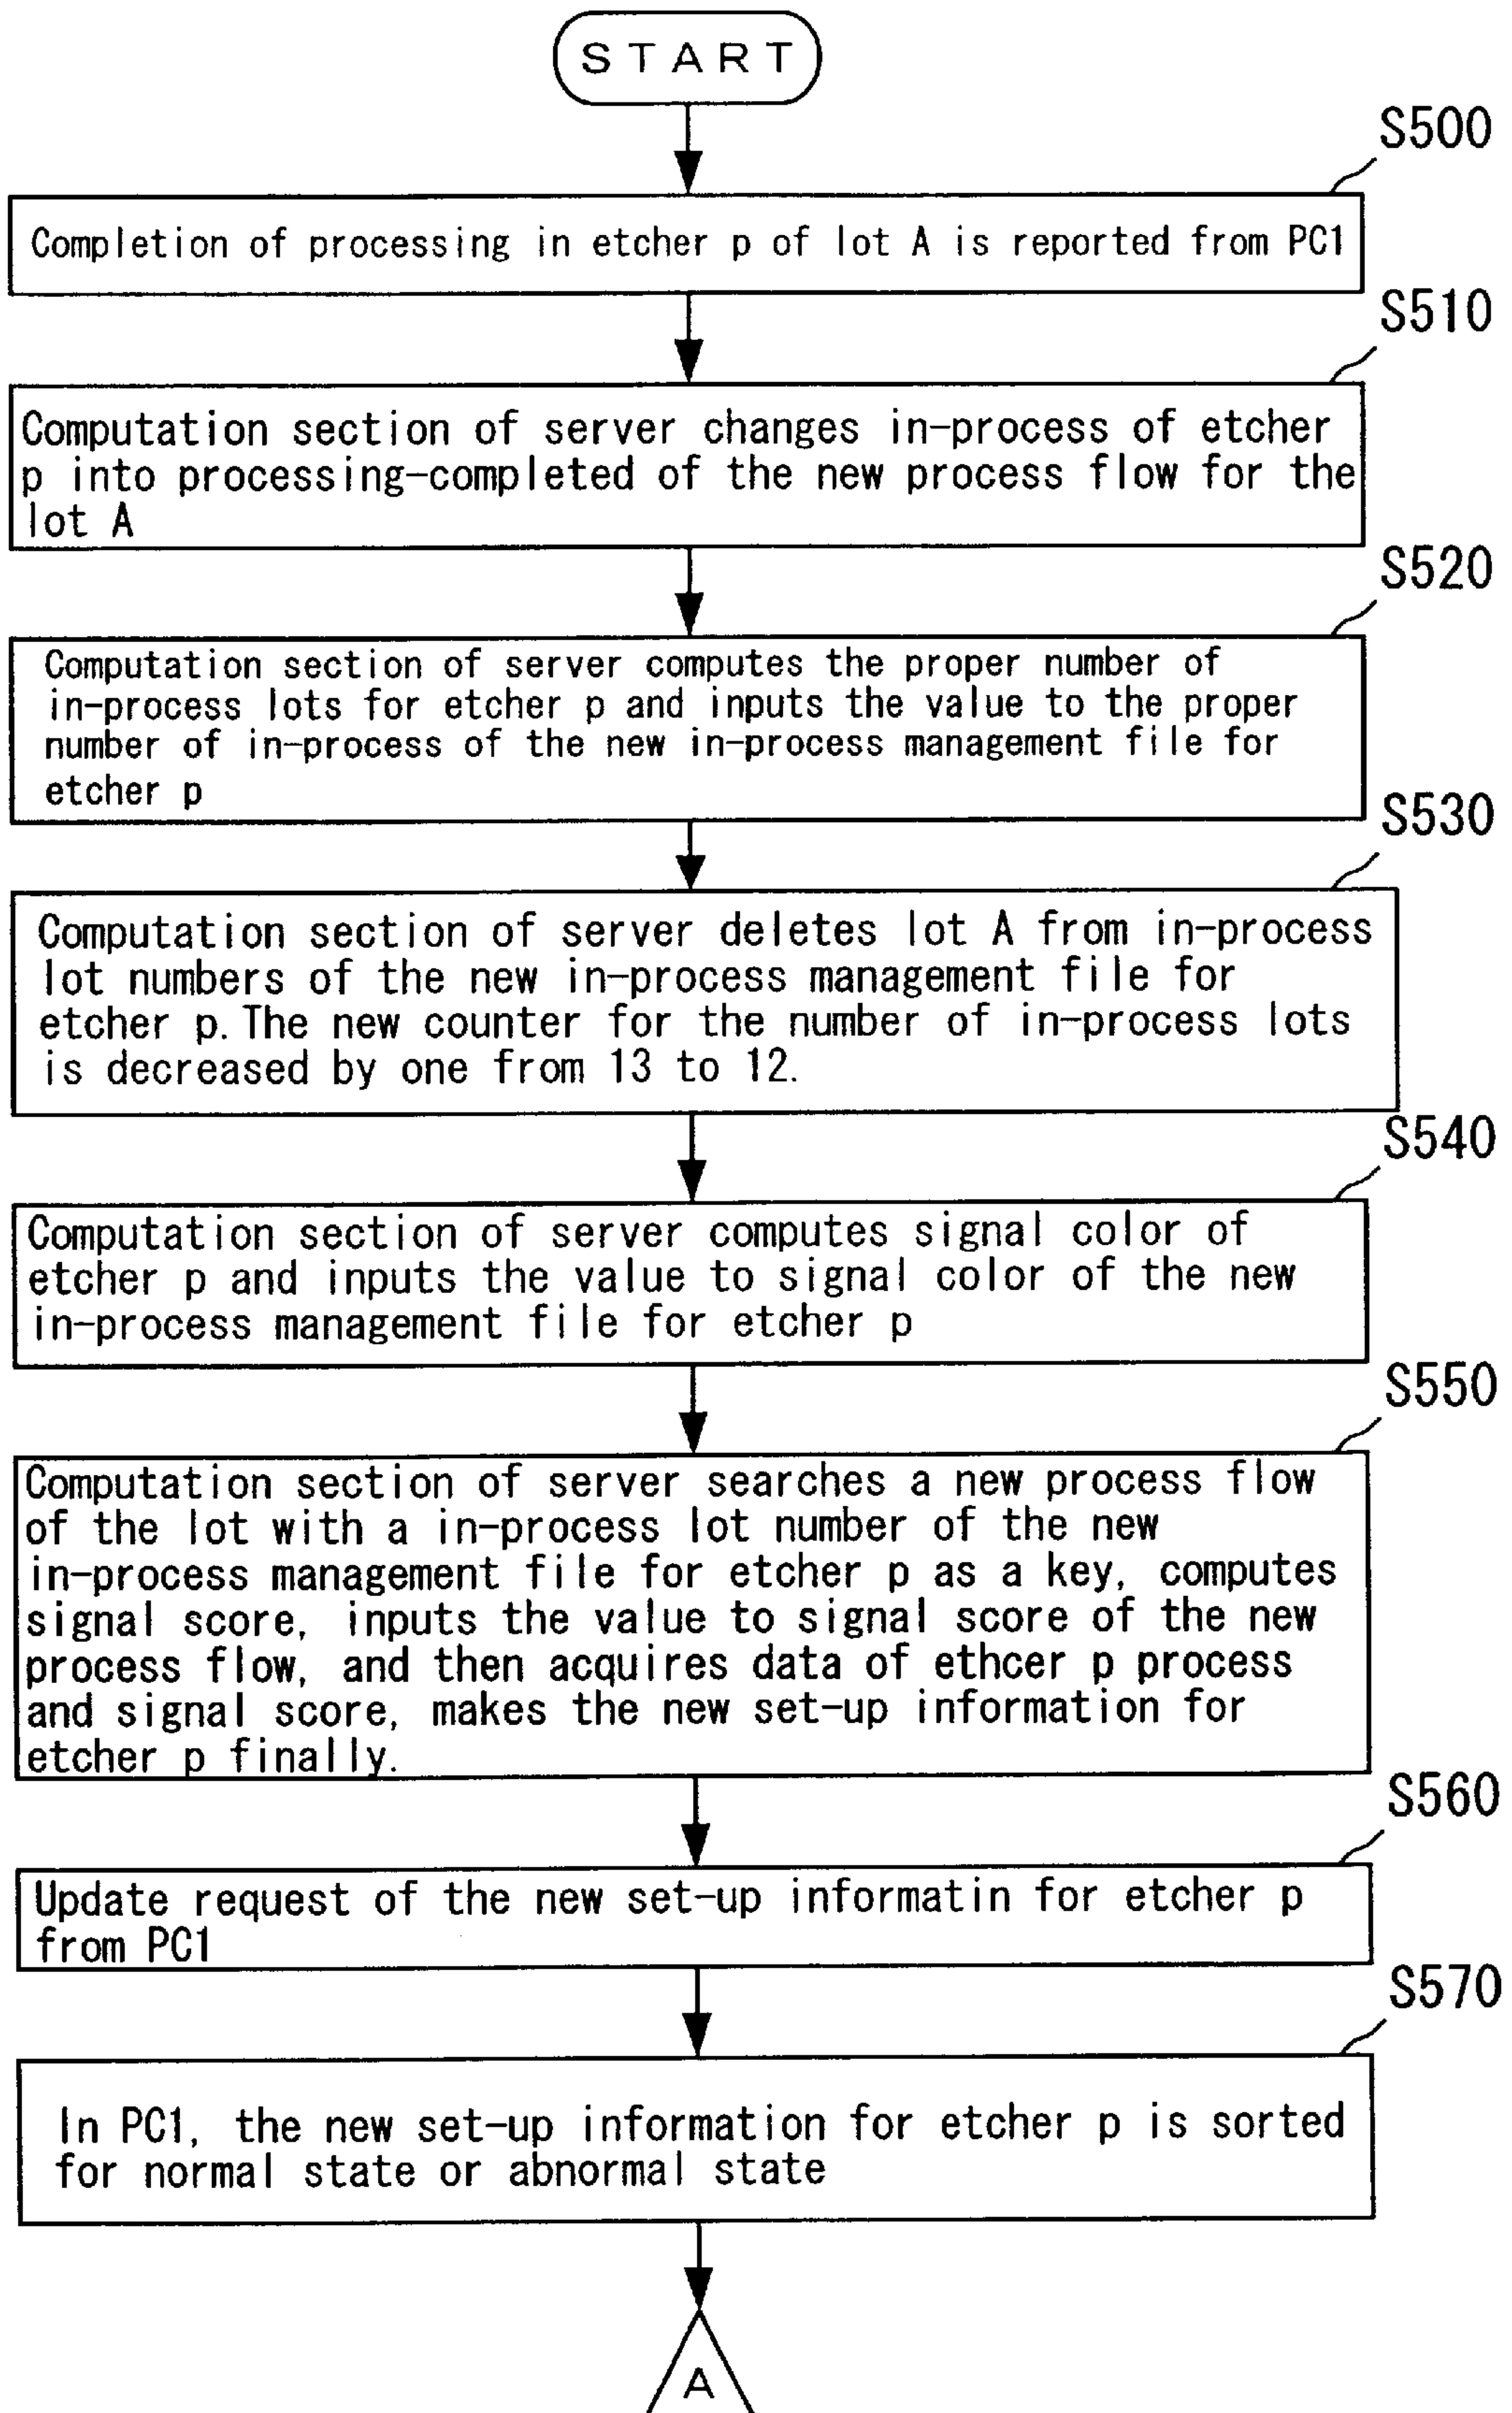 START
S500
Completion of processing in etcher p of lot A is reported from PC1
S510
Computation section of server changes in-process of etcher
p into processing-completed of the new process flow for the
lot A
S520
Computation section of server computes the proper number of
in-process lots for etcher p and inputs the value to the proper
number of in-process of the new in-process management file for
etcher p
S530
Computation section of server deletes lot A from in-process
lot numbers of the new in-process management file for
etcher p. The new counter for the number of in-process lots
is decreased by one from 13 to 12.
S540
Computation section of server computes signal color of
etcher p and inputs the value to signal color of the new
in-process management file for etcher p
S550
Computation section of server searches a new process flow
of the lot with a in-process lot number of the new
in-process management file for etcher p as a key, computes
signal score, inputs the value to signal score of the new
process flow, and then acquires data of ethcer p process
and signal score, makes the new set-up information for
etcher p finally.
S560
Update request of the new set-up informatin for etcher p
from PC1
S570
In PC1, the new set-up information for etcher p is sorted
for normal state or abnormal state
A